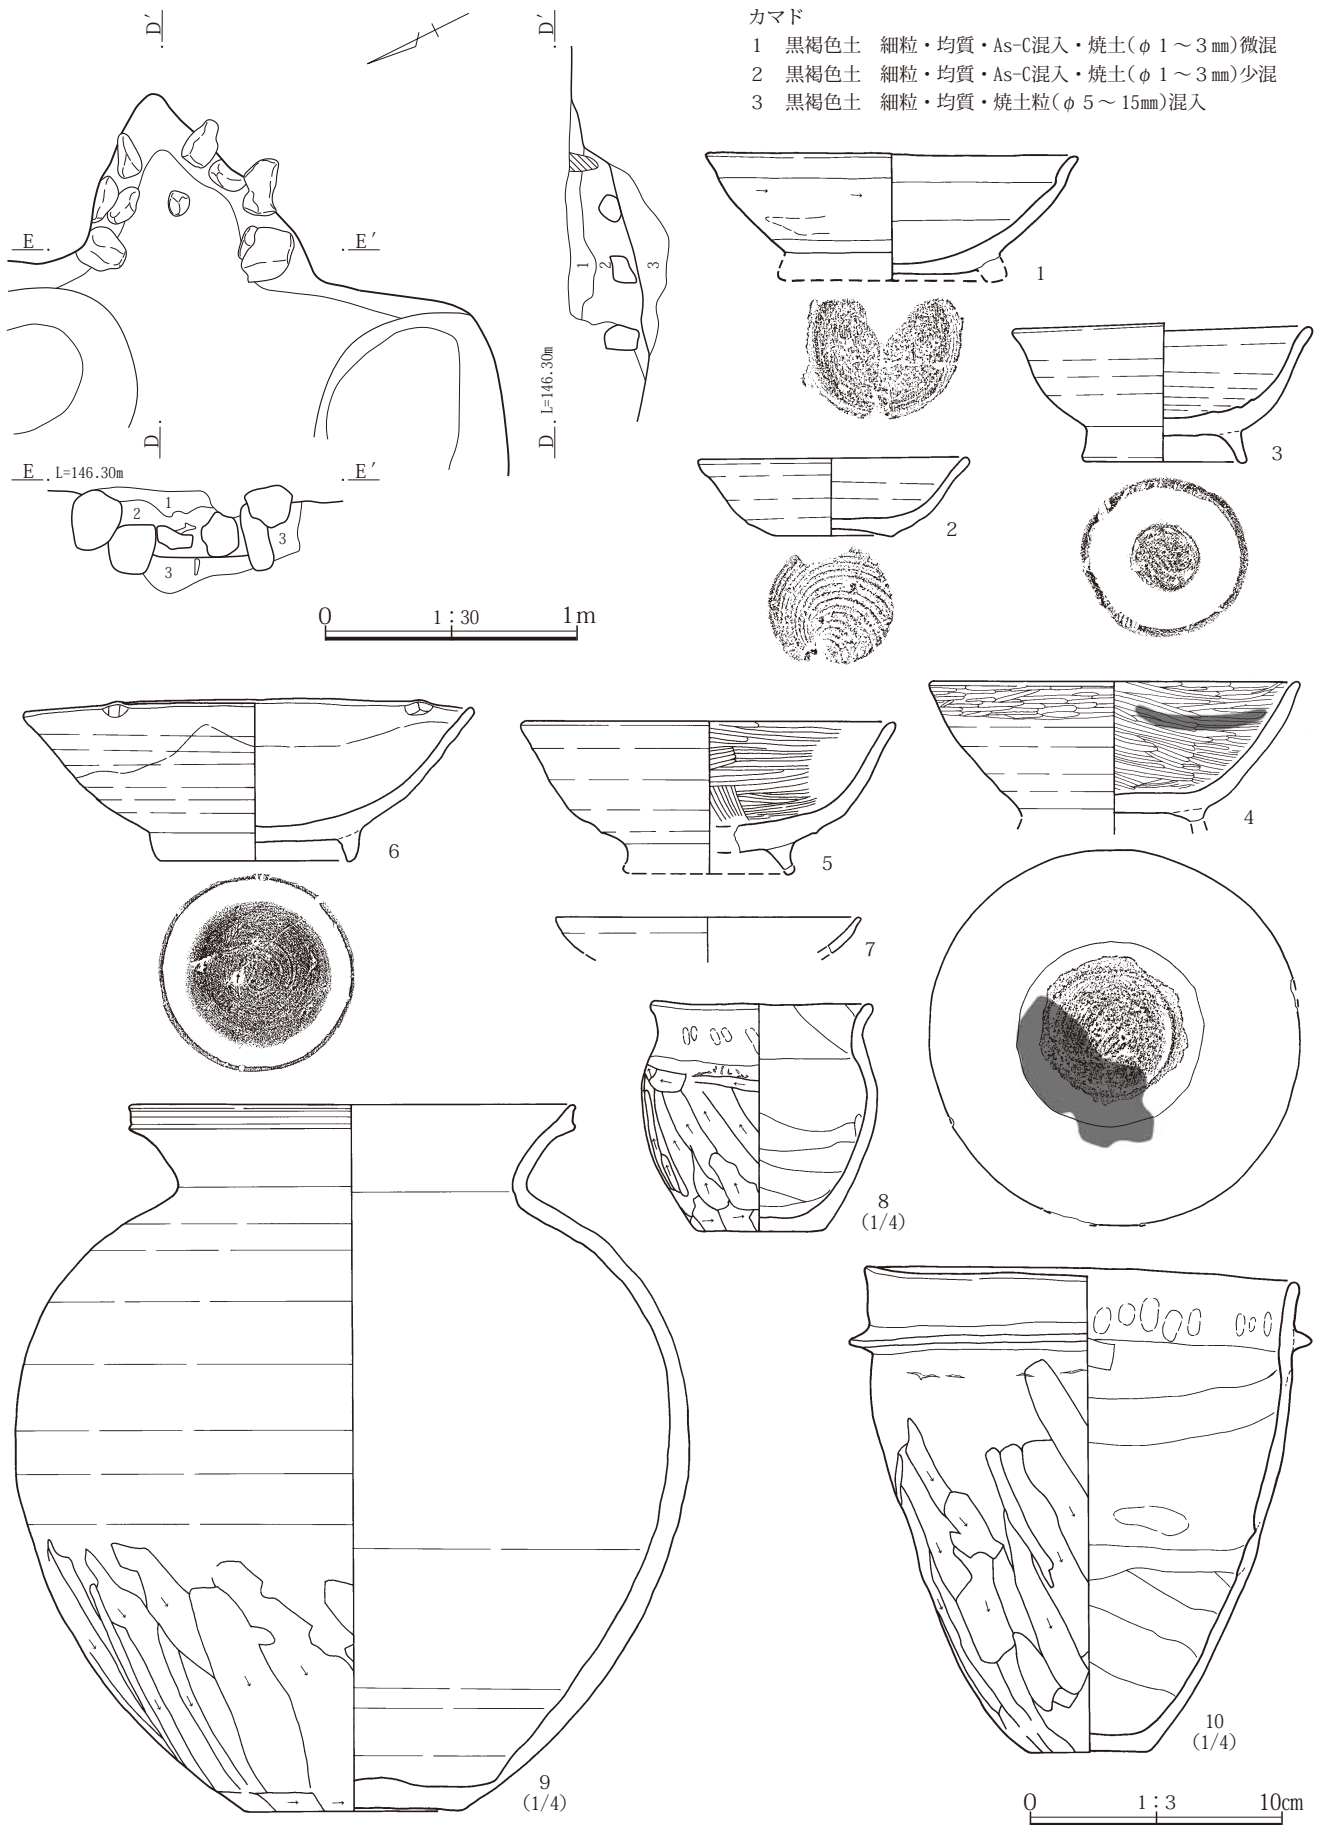 カマド
1 黒褐色土 細粒・均質・As-C混入・焼土(φ1～3㎜)微混
2 黒褐色土 細粒・均質・As-C混入・焼土(φ1～3㎜)少混
3 黒褐色土 細粒・均質・焼土粒(φ5～15㎜)混入
D′
D′
E
E′
1
2
3
D
D L=146.30m
E L=146.30m
E′
1
2
3
3
0 1：30 1m
1
2
3
4
5
6
7
8
(1/4)
9
(1/4)
10
(1/4)
0 1：3 10cm